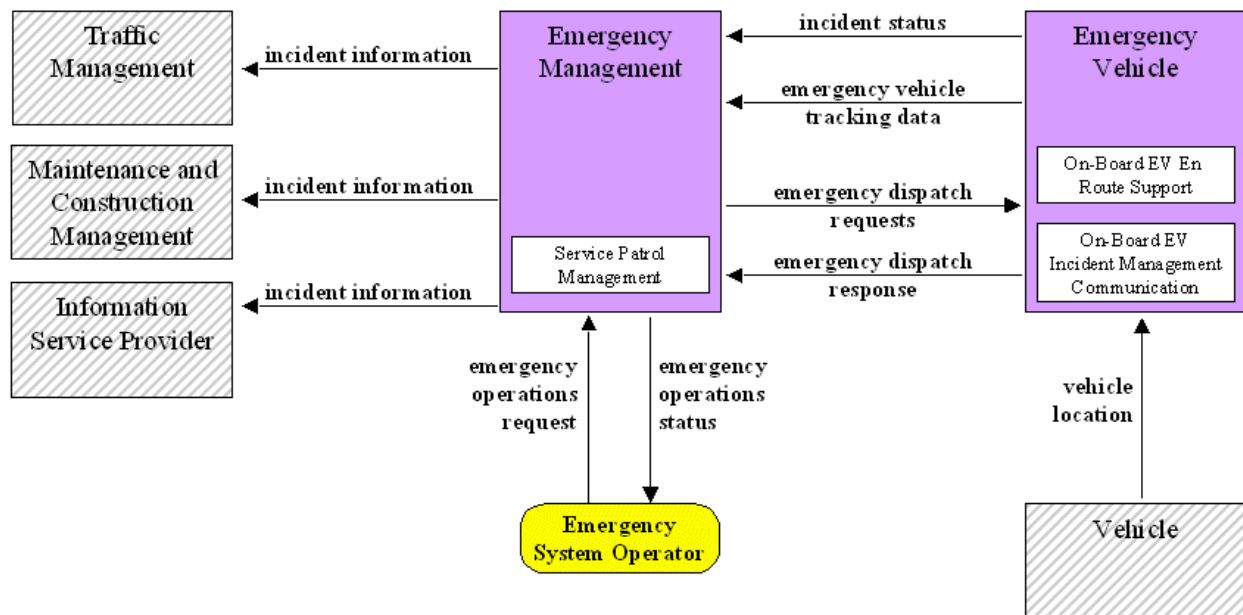 Traffic
Management
incident information
Emergency
Management
incident status
Emergency
Vehicle
emergency vehicle
tracking data
Maintenance and
Construction
Management
incident information
emergency dispatch
requests
On-Board EV En
Route Support
Service Patrol
Management
emergency dispatch
response
On-Board EV
Incident Management
Communication
Information
Service Provider
incident information
emergency
operations
request
emergency
operations
status
vehicle
location
Emergency
System Operator
Vehicle